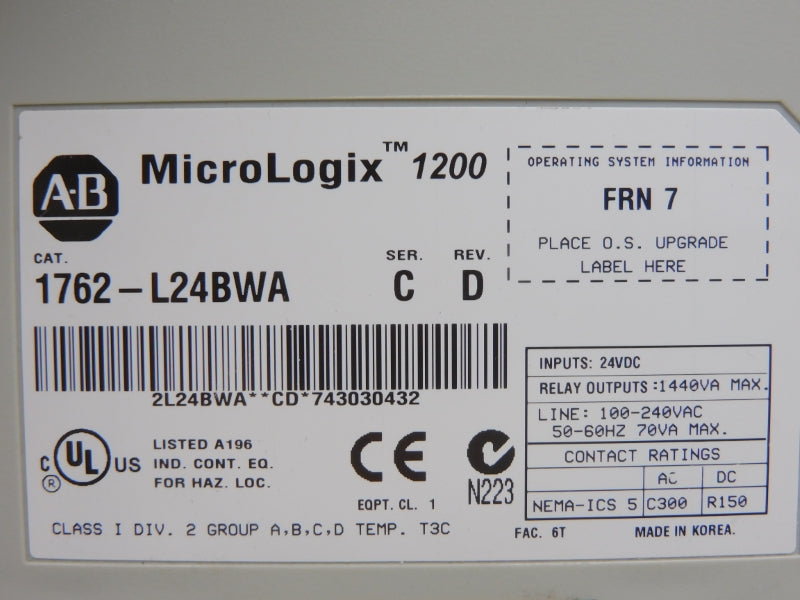 A·B
MicroLogix™ 1200
CAT.
1762-L24BWA
SER.
C
REV.
D
OPERATING SYSTEM INFORMATION
FRN 7
PLACE O.S. UPGRADE
LABEL HERE
2L24BWA**CD*743030432
INPUTS: 24VDC
RELAY OUTPUTS:1440VA MAX.
LINE: 100-240VAC
50-60HZ 70VA MAX.
CONTACT RATINGS
AC DC
NEMA-ICS 5 C300 R150
C UL US
®
LISTED A196
IND. CONT. EQ.
FOR HAZ. LOC.
CE
EQPT. CL. 1
N223
CLASS I DIV. 2 GROUP A,B,C,D TEMP. T3C
FAC. 6T
MADE IN KOREA.